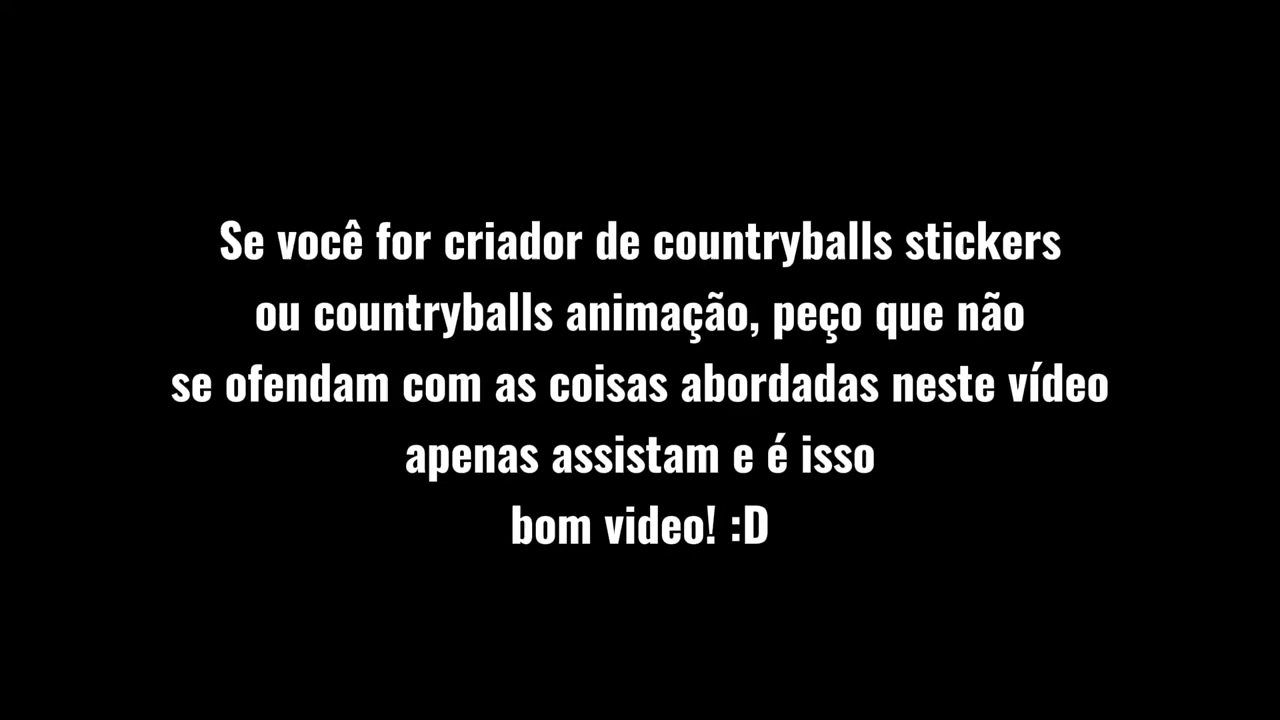 Se você for criador de countryballs stickers
ou countryballs animação, peço que não
se ofendam com as coisas abordadas neste vídeo
apenas assistam e é isso
bom video! :D